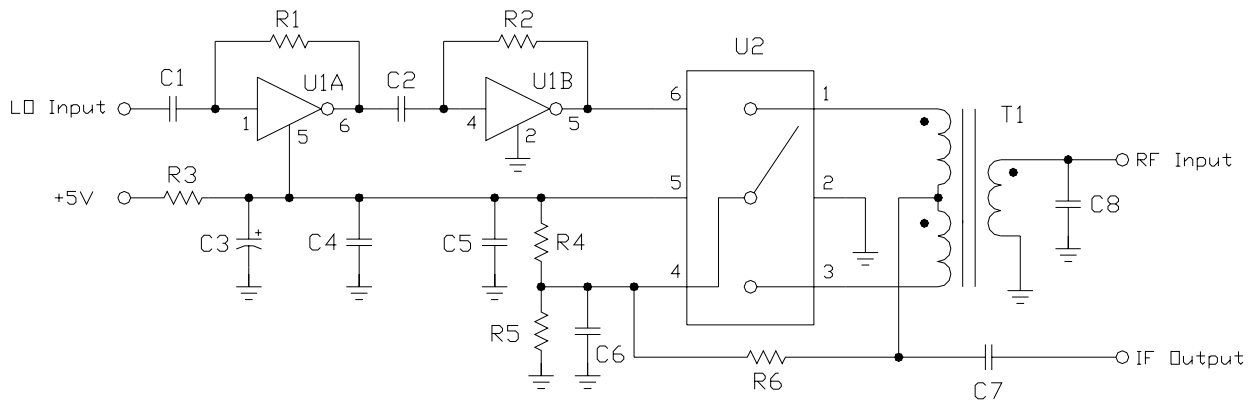 R1
R2
U2
C1
U1A
C2
U1B
LO Input
1
5
6
4
2
5
6
1
T1
R3
+5V
5
2
RF Input
C3
+
C4
C5
R4
C8
4
3
R5
C6
R6
C7
IF Output